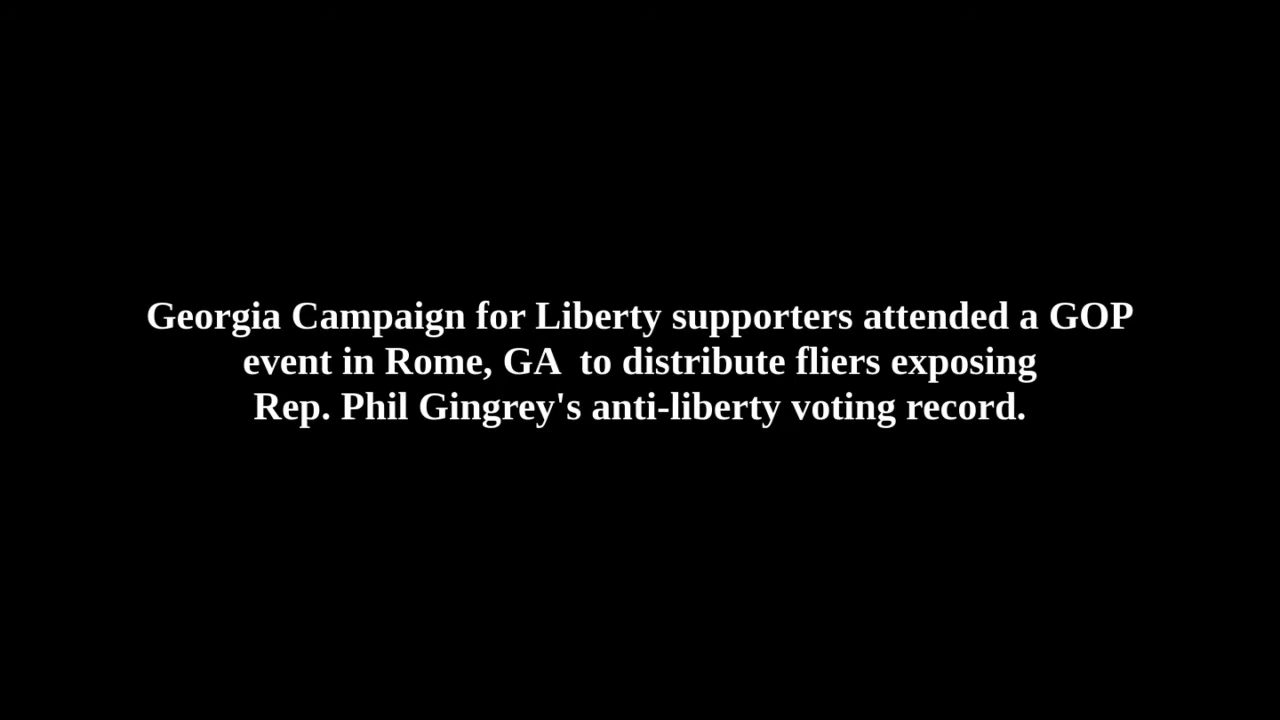 Georgia Campaign for Liberty supporters attended a GOP
event in Rome, GA  to distribute fliers exposing
Rep. Phil Gingrey's anti-liberty voting record.